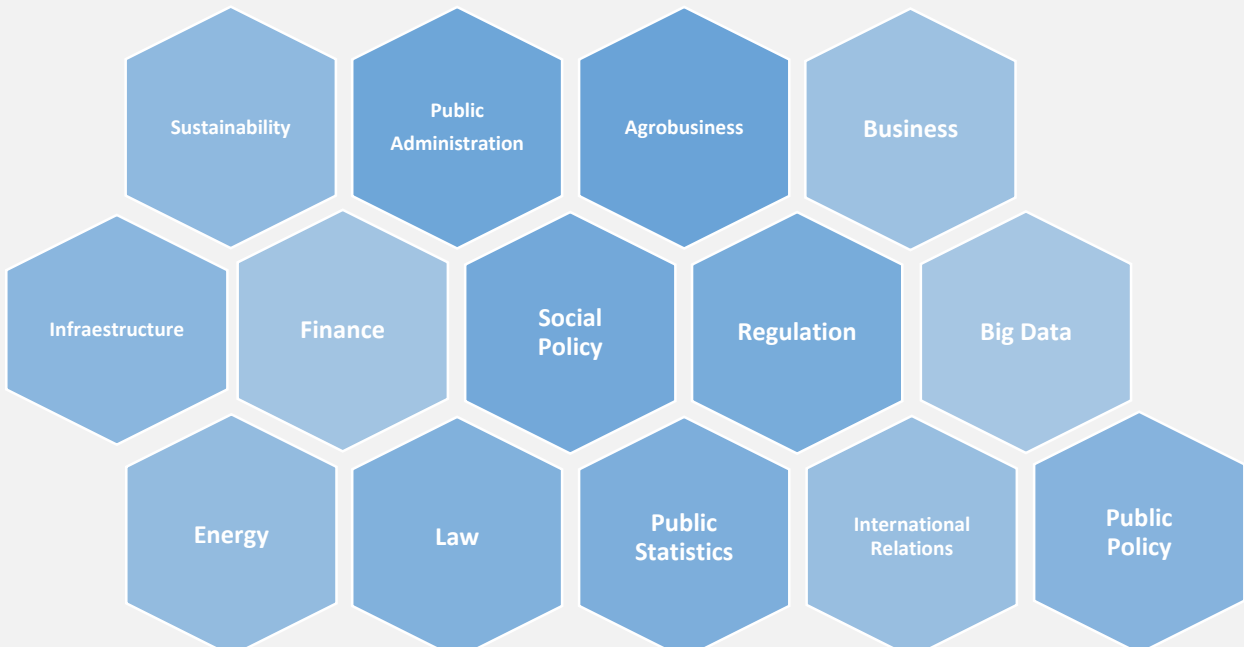 Sustainability
Public
Administration
Agrobusiness
Business
Infraestructure
Finance
Social
Policy
Regulation
Big Data
Energy
Law
Public
Statistics
International
Relations
Public
Policy